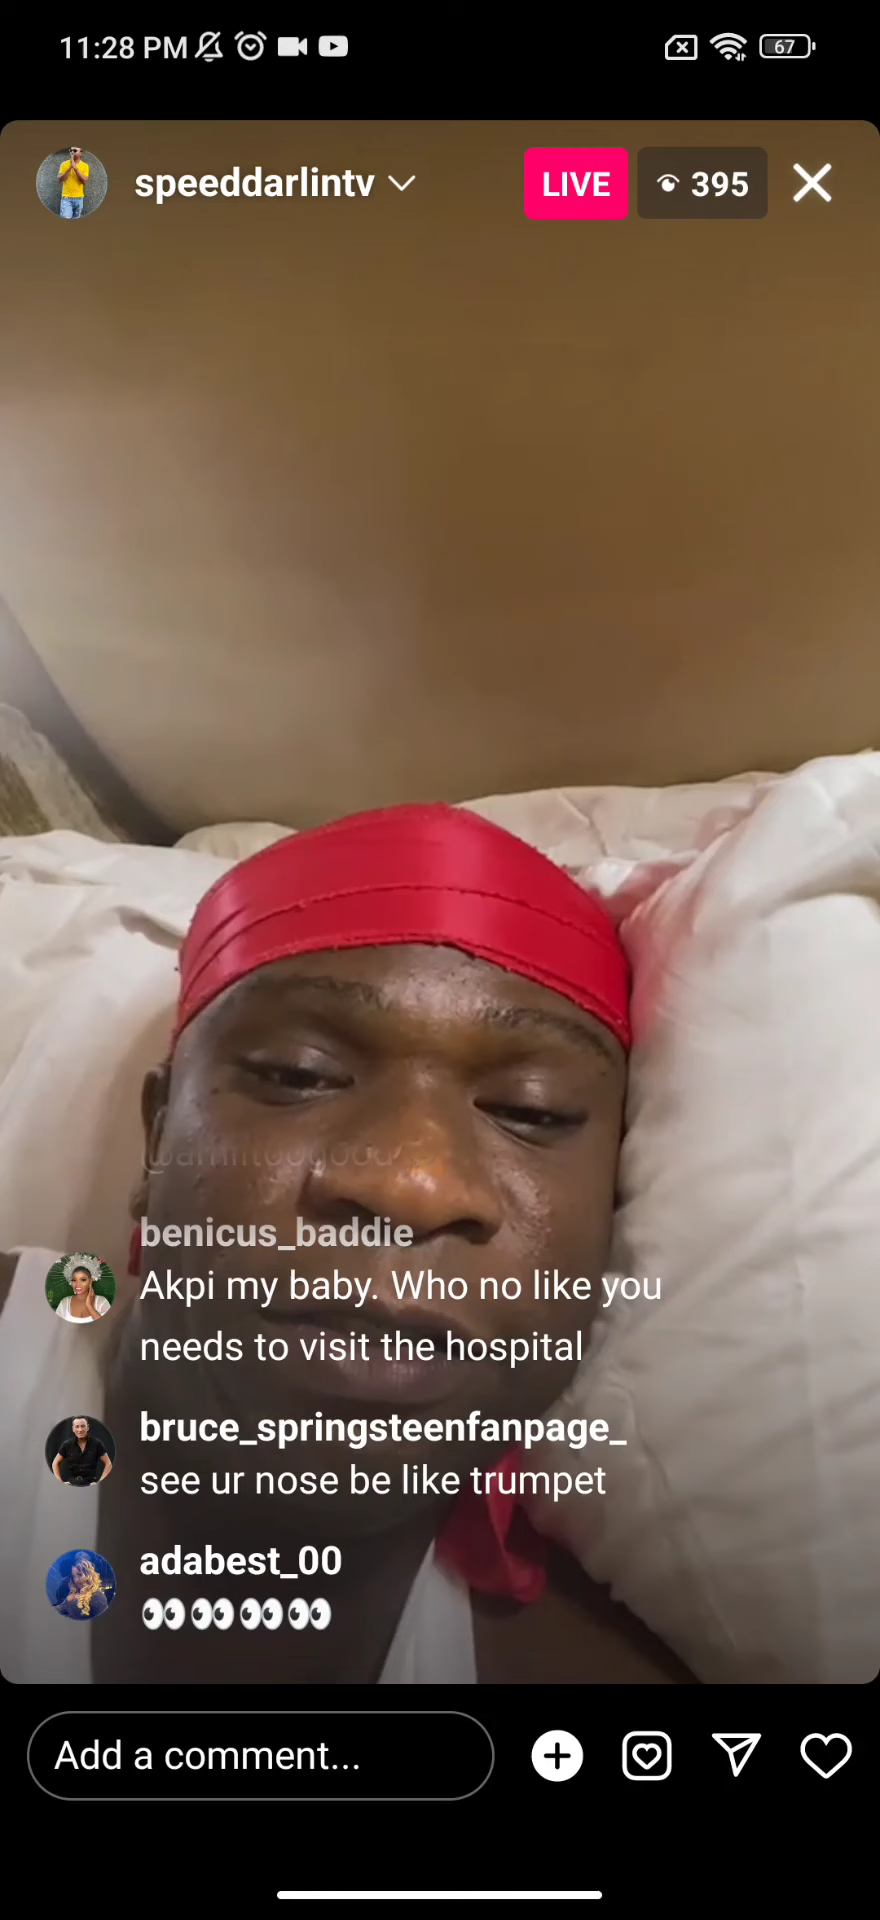 11:28 PM
67
speeddarlintv
LIVE
395
benicus_baddie
Akpi my baby. Who no like you
needs to visit the hospital
bruce_springsteenfanpage_
see ur nose be like trumpet
adabest_00
👀👀👀👀
Add a comment...